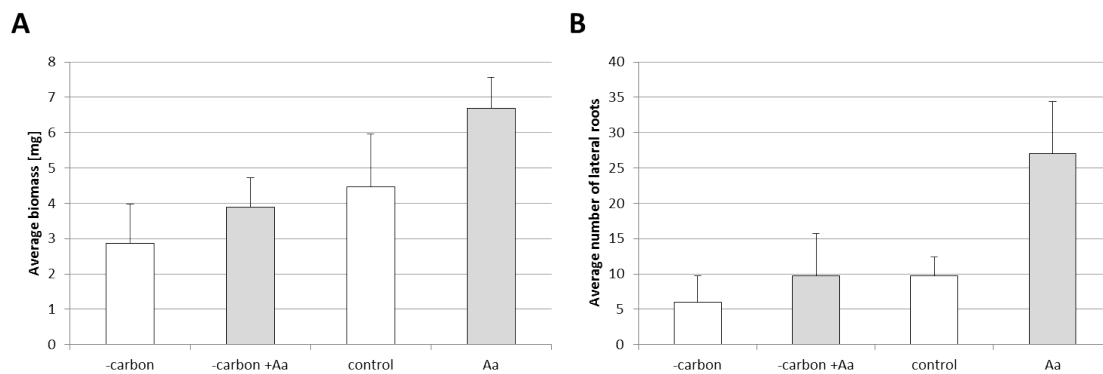 A
Average biomass [mg]
8
7
6
5
4
3
2
1
0
-carbon
-carbon +Aa
control
Aa
B
Average number of lateral roots
40
35
30
25
20
15
10
5
0
-carbon
-carbon +Aa
control
Aa